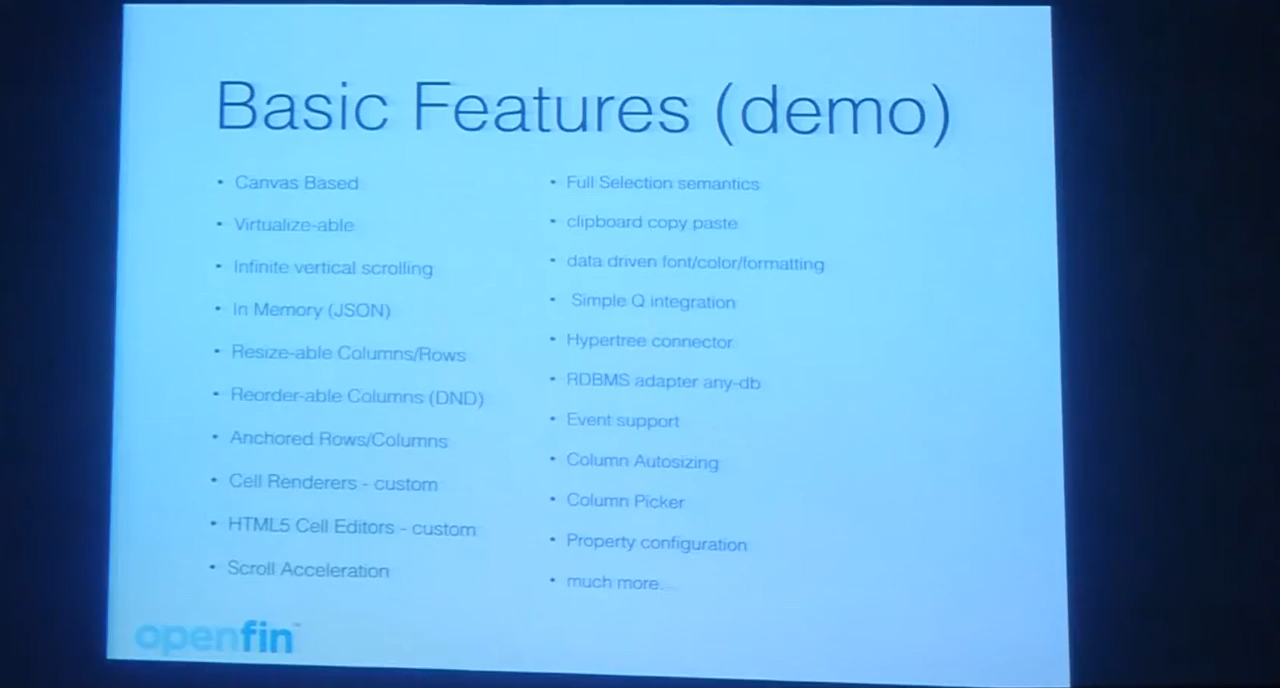 Basic Features (demo)
• Canvas Based
• Virtualize-able
• Infinite vertical scrolling
• In Memory (JSON)
• Resize-able Columns/Rows
• Reorder-able Columns (DND)
• Anchored Rows/Columns
• Cell Renderers - custom
• HTML5 Cell Editors - custom
• Scroll Acceleration
• Full Selection semantics
• clipboard copy paste
• data driven font/color/formatting
• Simple Q integration
• Hypertree connector
• RDBMS adapter any-db
• Event support
• Column Autosizing
• Column Picker
• Property configuration
• much more...
openfin™